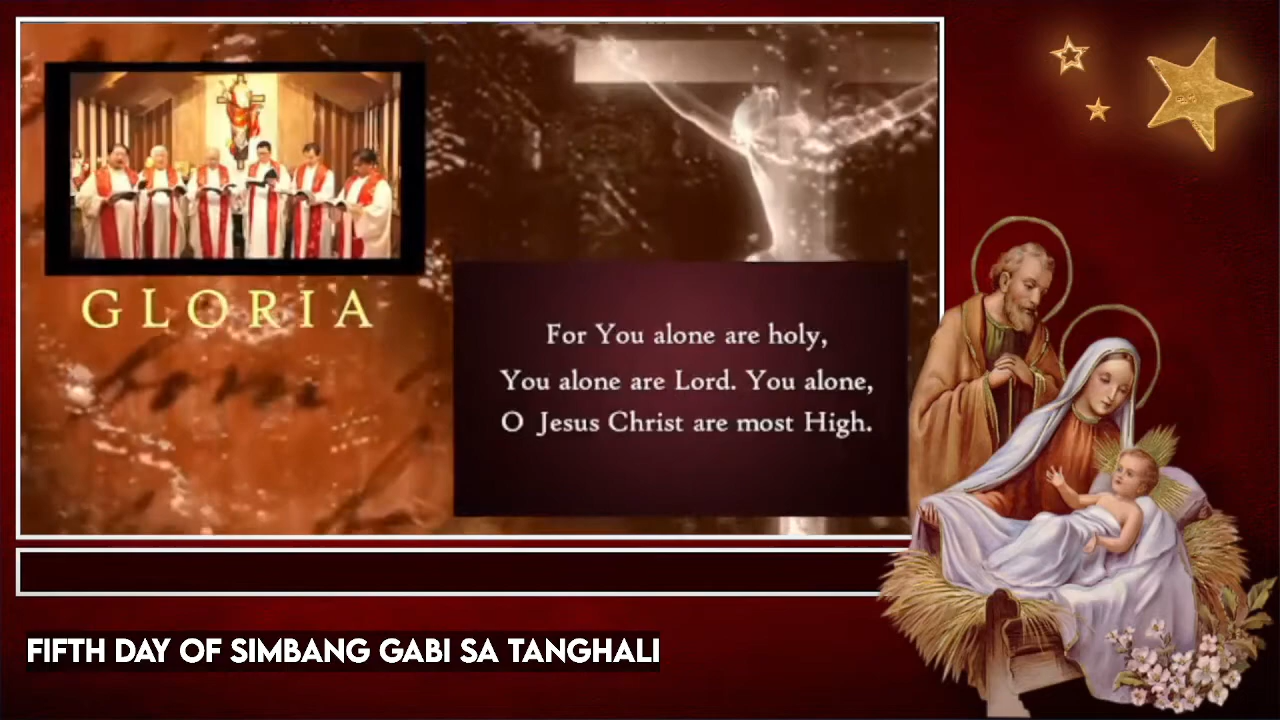 GLORIA
For You alone are holy,
You alone are Lord. You alone,
O Jesus Christ are most High.
FIFTH DAY OF SIMBANG GABI SA TANGHALI